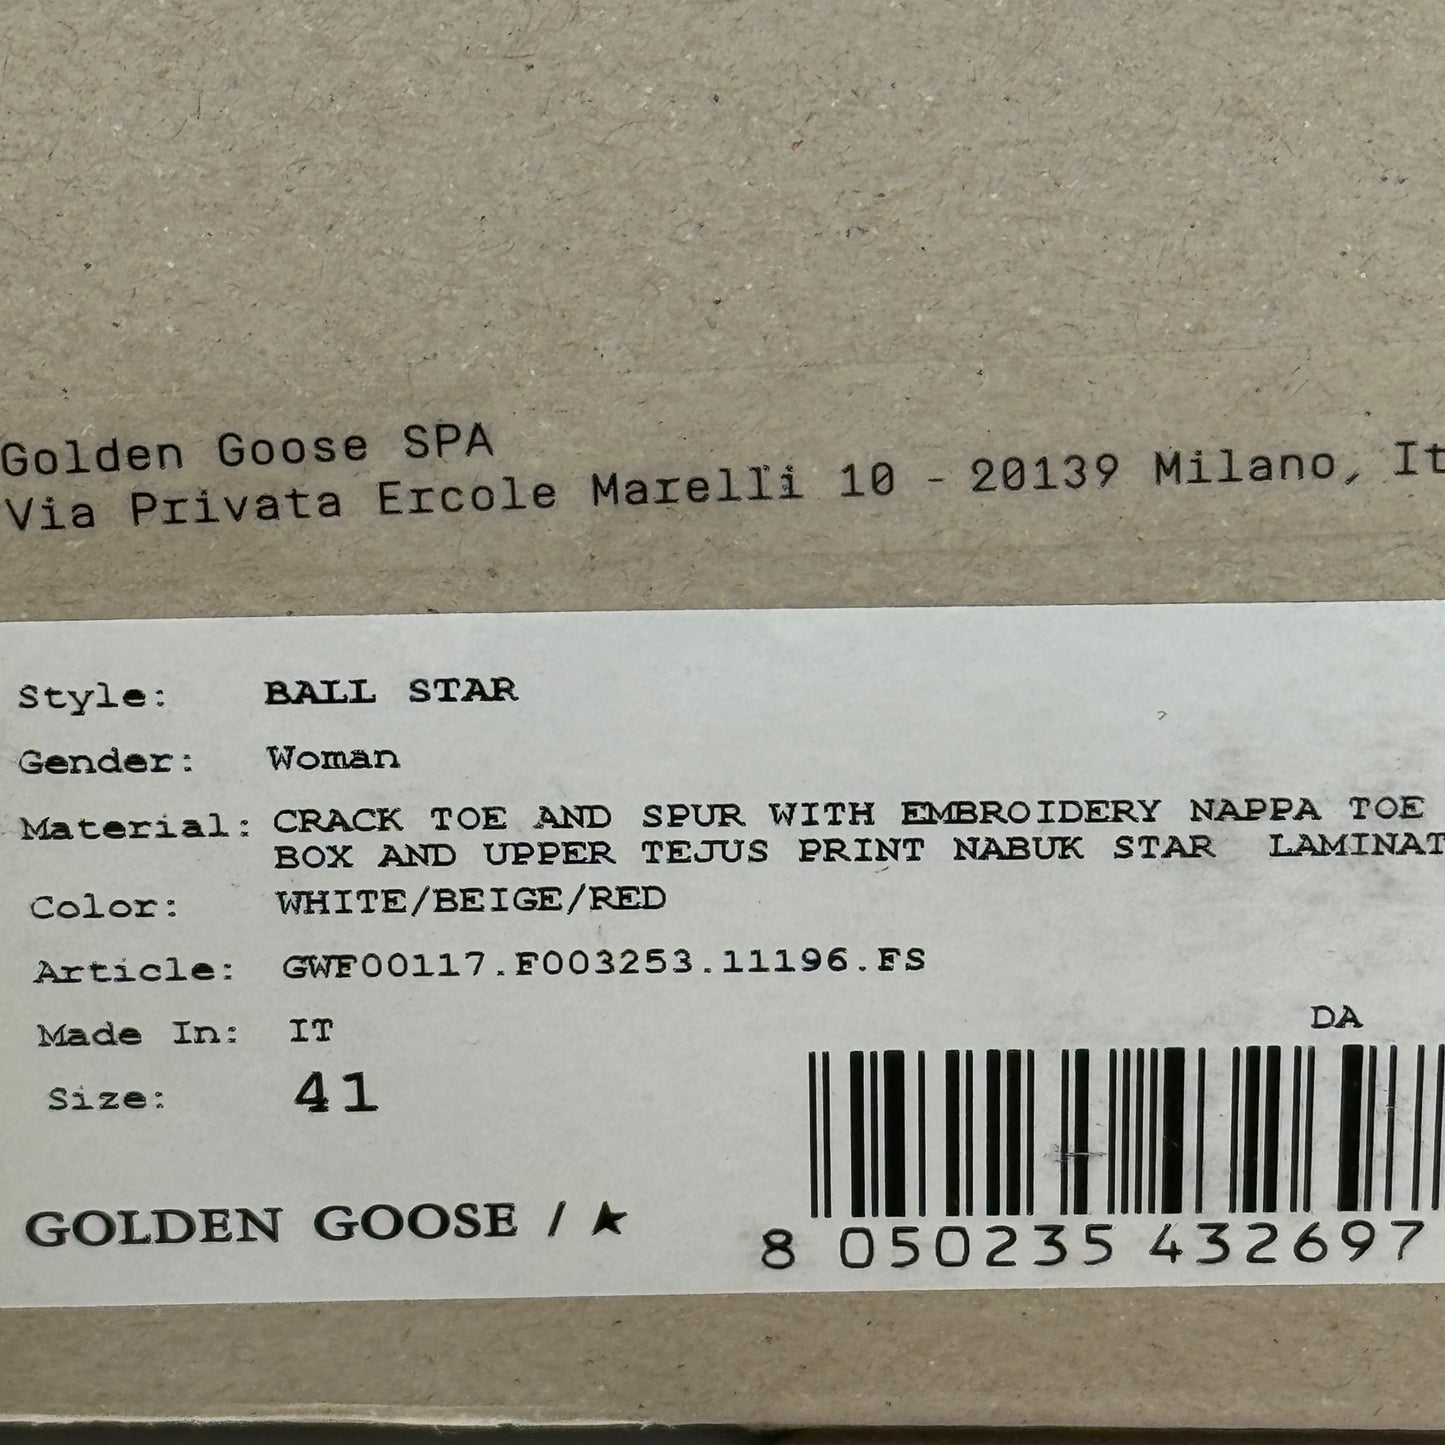 Golden Goose SPA
Via Privata Ercole Marelli 10 - 20139 Milano, It
Style: BALL STAR
Gender: Woman
Material: CRACK TOE AND SPUR WITH EMBROIDERY NAPPA TOE
BOX AND UPPER TEJUS PRINT NABUK STAR LAMINAT
Color: WHITE/BEIGE/RED
Article: GWF00117.F003253.11196.FS
Made In: IT
DA
Size: 41
GOLDEN GOOSE /
8 050235 432697